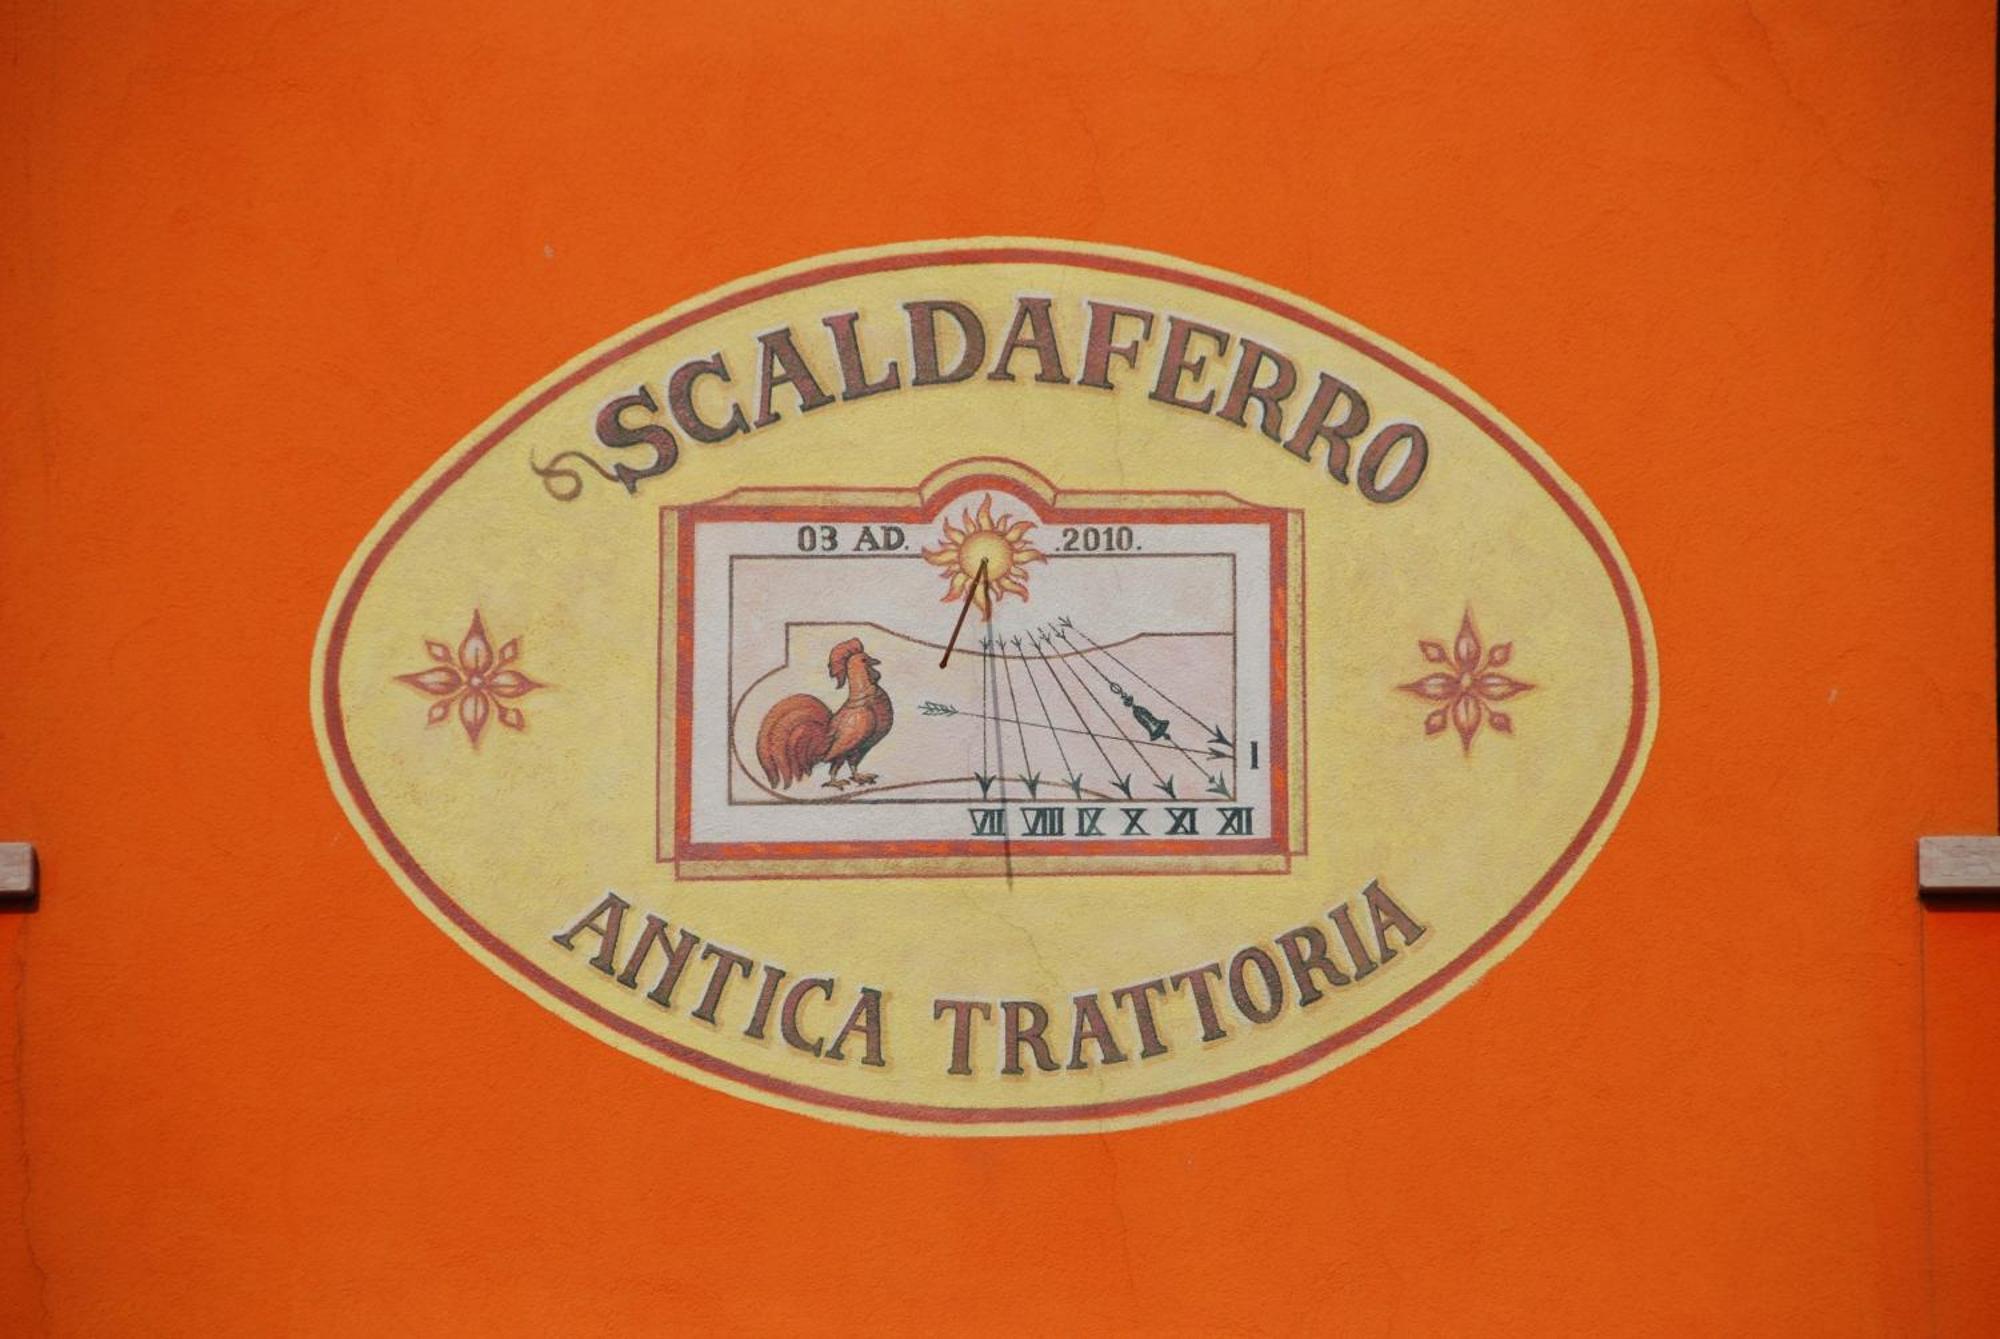 SCALDAFERRO
03 AD. .2010.
I
VII VIII IX X XI XII
ANTICA TRATTORIA